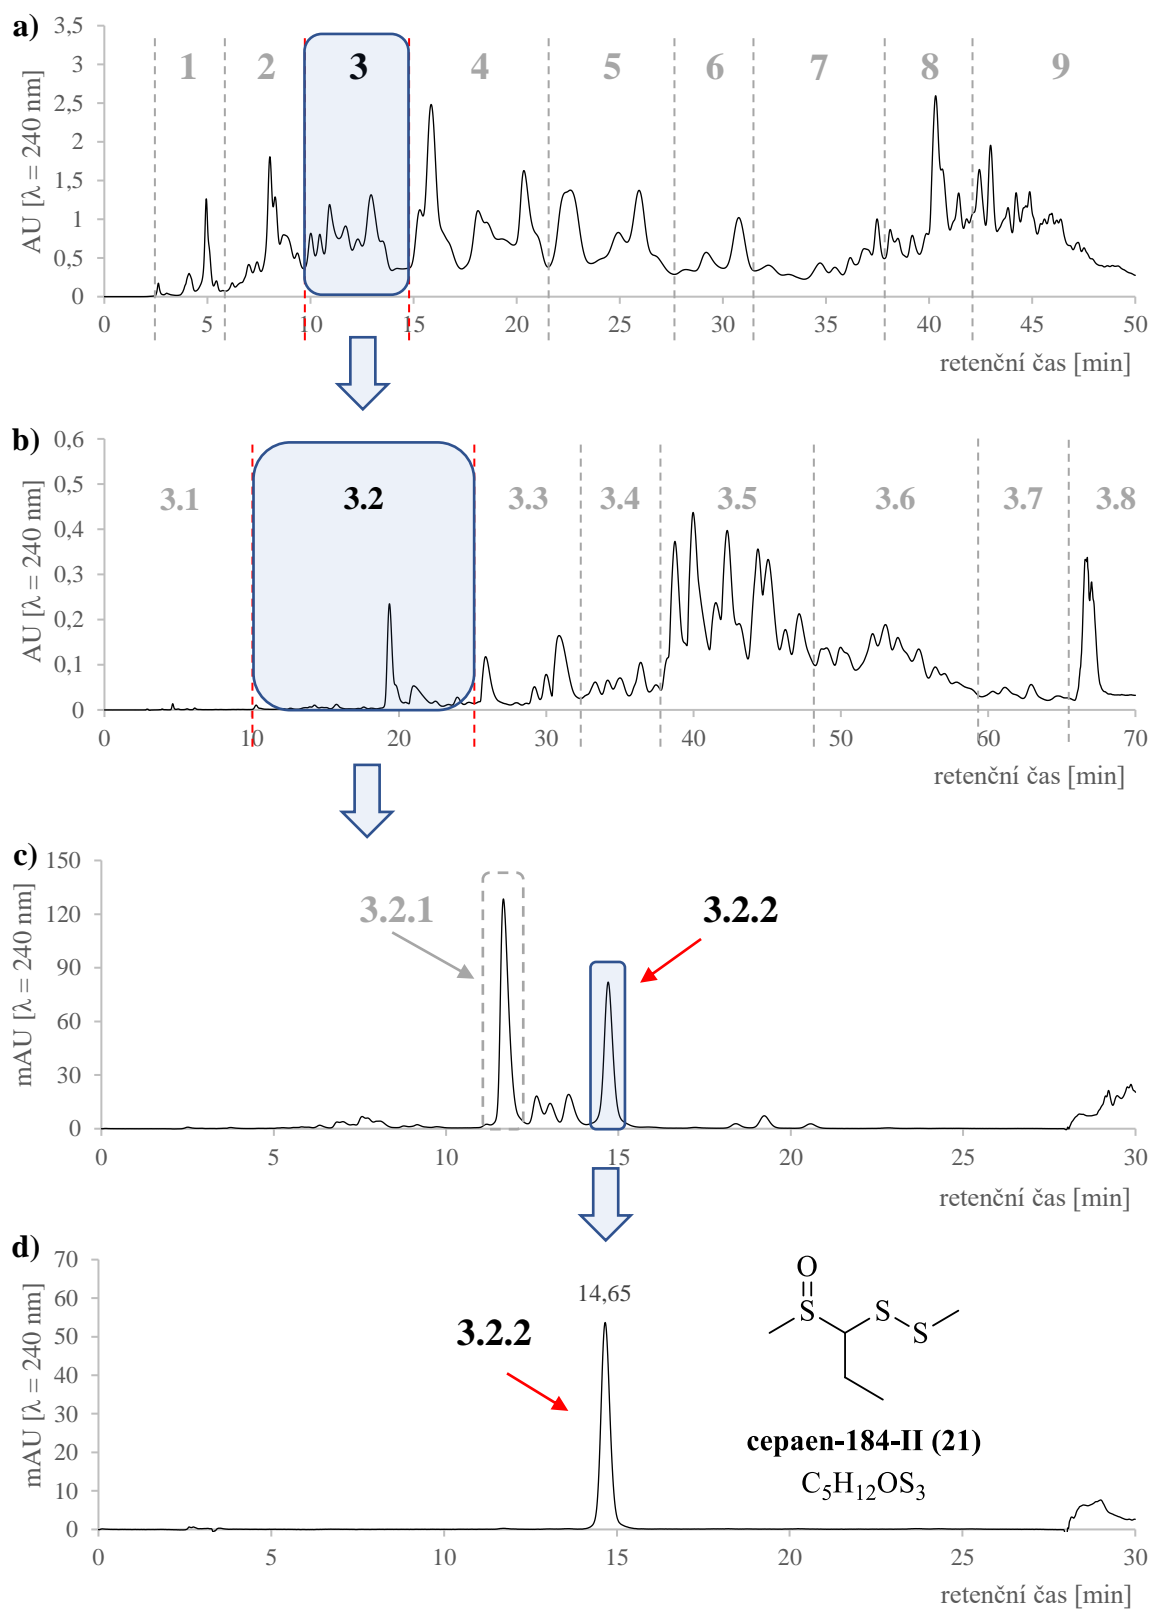 a)
3,5
3
2,5
2
1,5
1
0,5
0
AU [λ = 240 nm]
1 2 3 4 5 6 7 8 9
0 5 10 15 20 25 30 35 40 45 50
retenční čas [min]
b)
0,6
0,5
0,4
0,3
0,2
0,1
0
AU [λ = 240 nm]
3.1 3.2 3.3 3.4 3.5 3.6 3.7 3.8
0 10 20 30 40 50 60 70
retenční čas [min]
c)
150
120
90
60
30
0
mAU [λ = 240 nm]
3.2.1 3.2.2
0 5 10 15 20 25 30
retenční čas [min]
d)
70
60
50
40
30
20
10
0
mAU [λ = 240 nm]
14,65
3.2.2
O
S S S
cepaen-184-II (21)
C₅H₁₂OS₃
0 5 10 15 20 25 30
retenční čas [min]